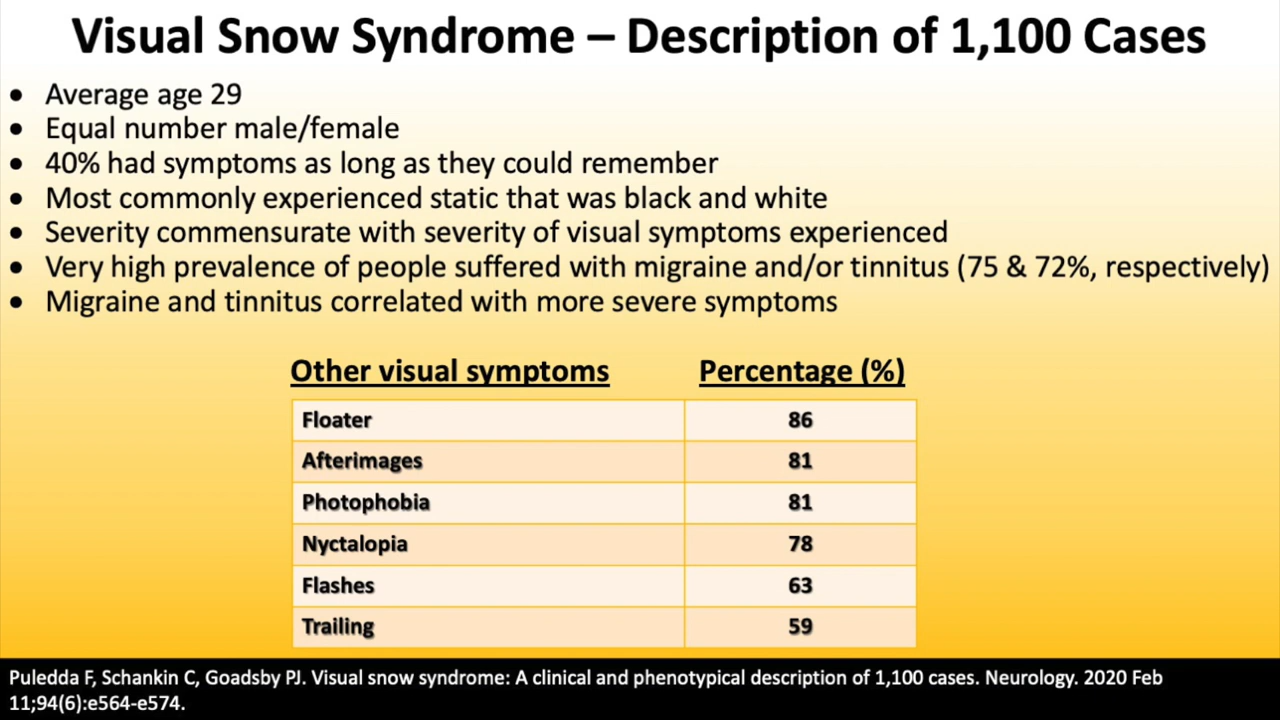 Visual Snow Syndrome – Description of 1,100 Cases
• Average age 29
• Equal number male/female
• 40% had symptoms as long as they could remember
• Most commonly experienced static that was black and white
• Severity commensurate with severity of visual symptoms experienced
• Very high prevalence of people suffered with migraine and/or tinnitus (75 & 72%, respectively)
• Migraine and tinnitus correlated with more severe symptoms
Other visual symptoms Percentage (%)
Floater 86
Afterimages 81
Photophobia 81
Nyctalopia 78
Flashes 63
Trailing 59
Puledda F, Schankin C, Goadsby PJ. Visual snow syndrome: A clinical and phenotypical description of 1,100 cases. Neurology. 2020 Feb
11;94(6):e564-e574.